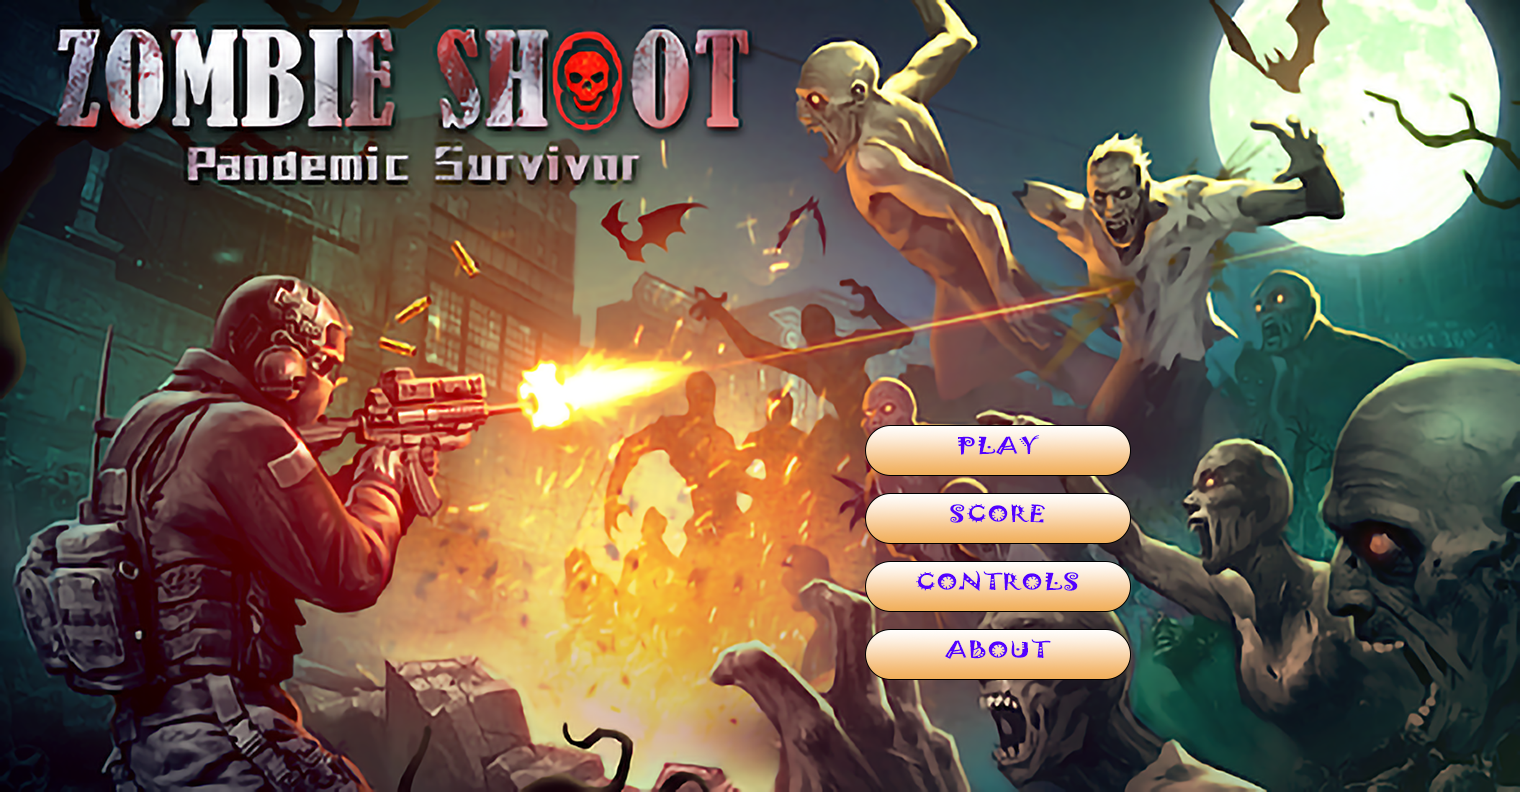 ZOMBIE SHOOT
Pandemic Survivor
PLAY
SCORE
CONTROLS
ABOUT